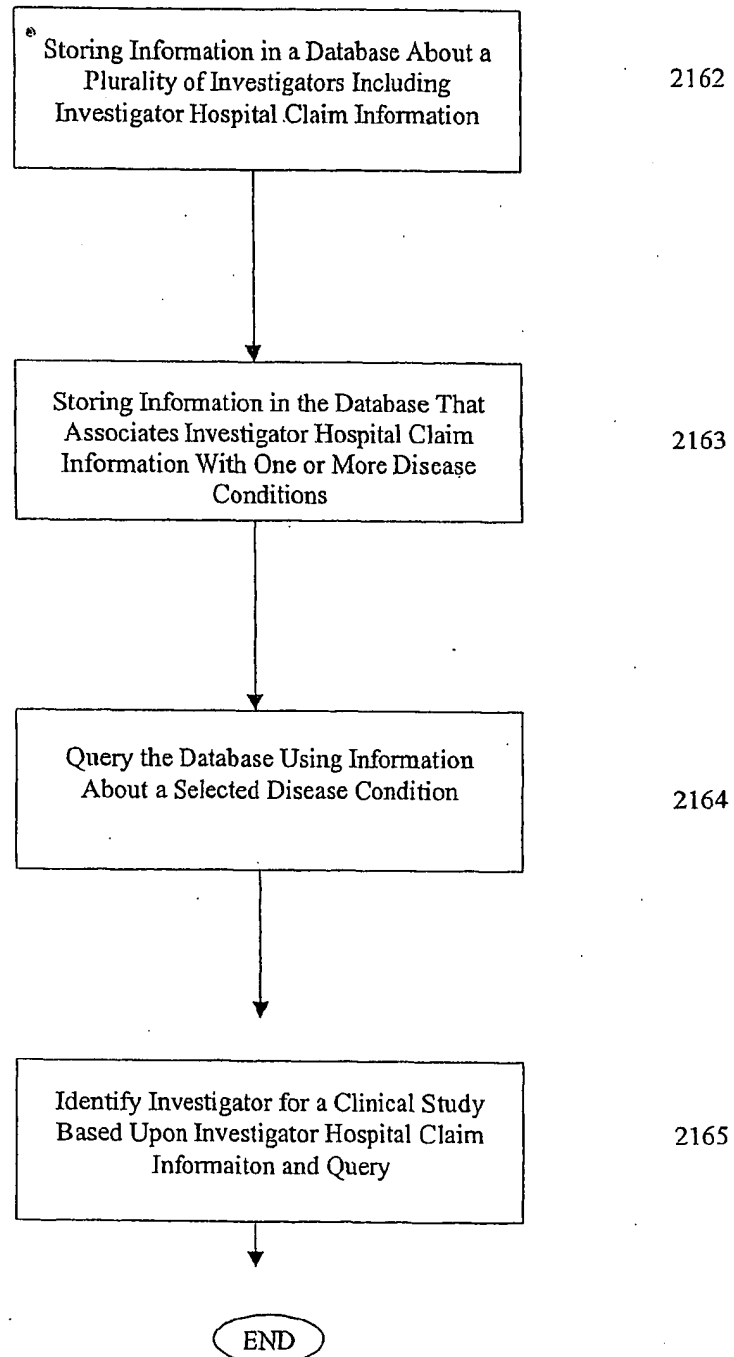 Storing Information in a Database About a
Plurality of Investigators Including
Investigator Hospital Claim Information
2162
Storing Information in the Database That
Associates Investigator Hospital Claim
Information With One or More Disease
Conditions
2163
Query the Database Using Information
About a Selected Disease Condition
2164
Identify Investigator for a Clinical Study
Based Upon Investigator Hospital Claim
Informaiton and Query
2165
END